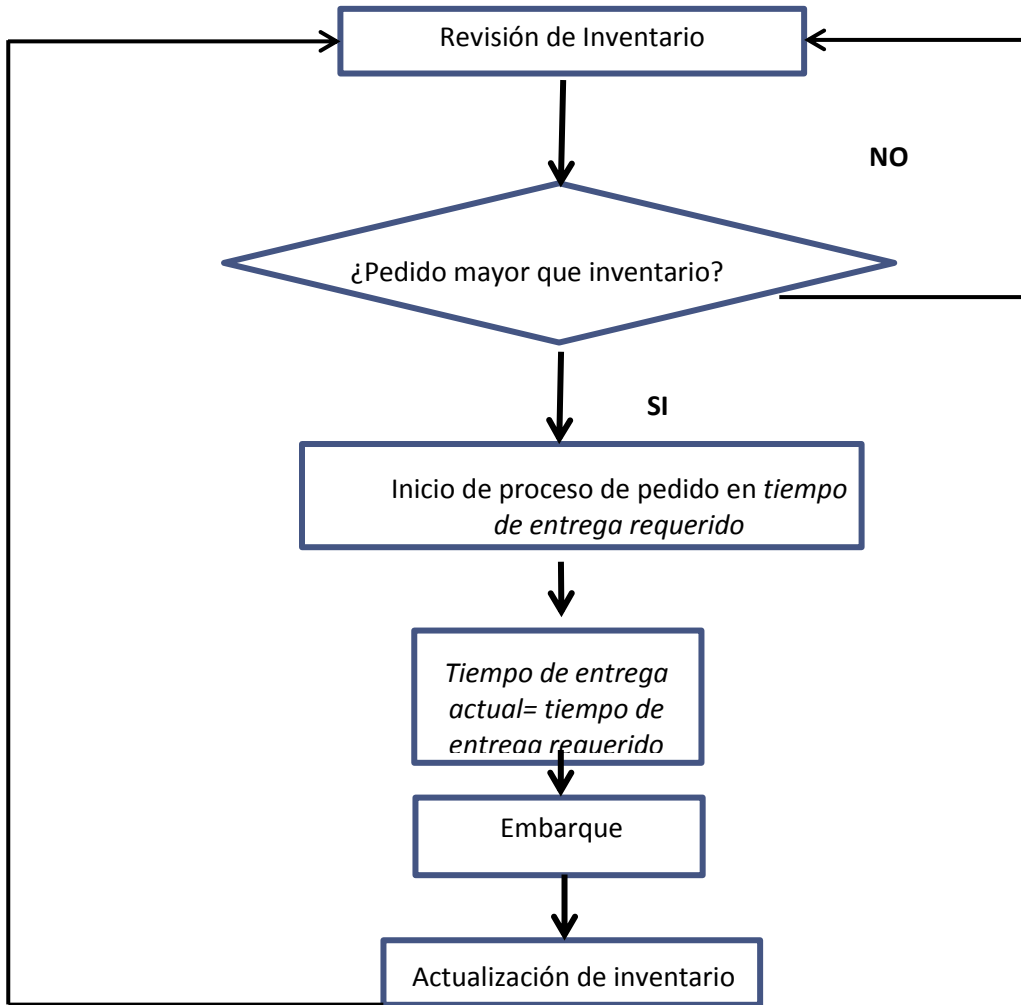 Revisión de Inventario
NO
¿Pedido mayor que inventario?
SI
Inicio de proceso de pedido en tiempo
de entrega requerido
Tiempo de entrega
actual= tiempo de
entrega requerido
Embarque
Actualización de inventario